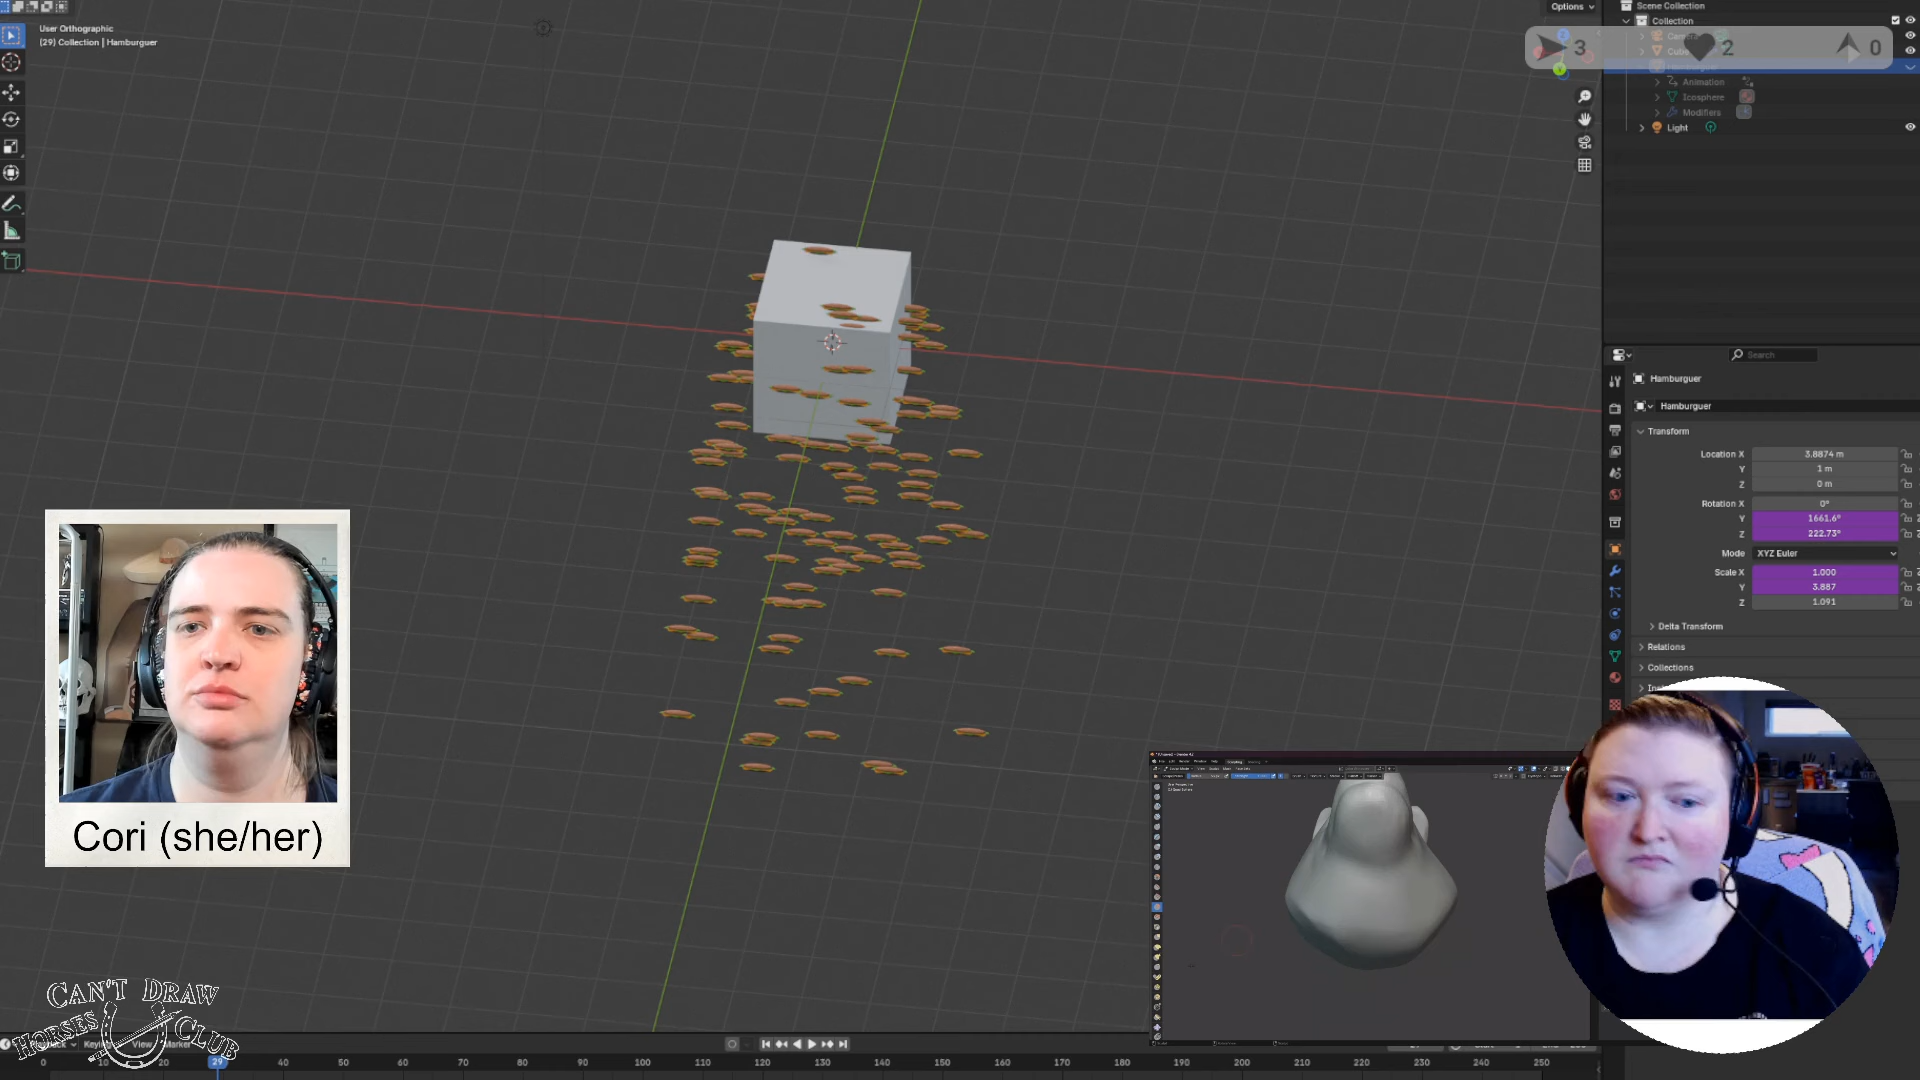 Options
User Orthographic
(29) Collection | Hamburguer
Scene Collection
Collection
3
2
0
Animation
Icosphere
Modifiers
Light
Search
Hamburguer
Hamburguer
Transform
Location X
3.8874 m
Y
1 m
Z
0 m
Rotation X
0°
Y
1661.6°
Z
222.73°
Mode
XYZ Euler
Scale X
1.000
Y
3.887
Z
1.091
Delta Transform
Relations
Collections
Cori (she/her)
CAN'T DRAW
HORSES CLUB
View
Marker
0
10
20
29
40
50
60
70
80
90
100
110
120
130
140
150
160
170
180
190
200
210
220
230
240
250